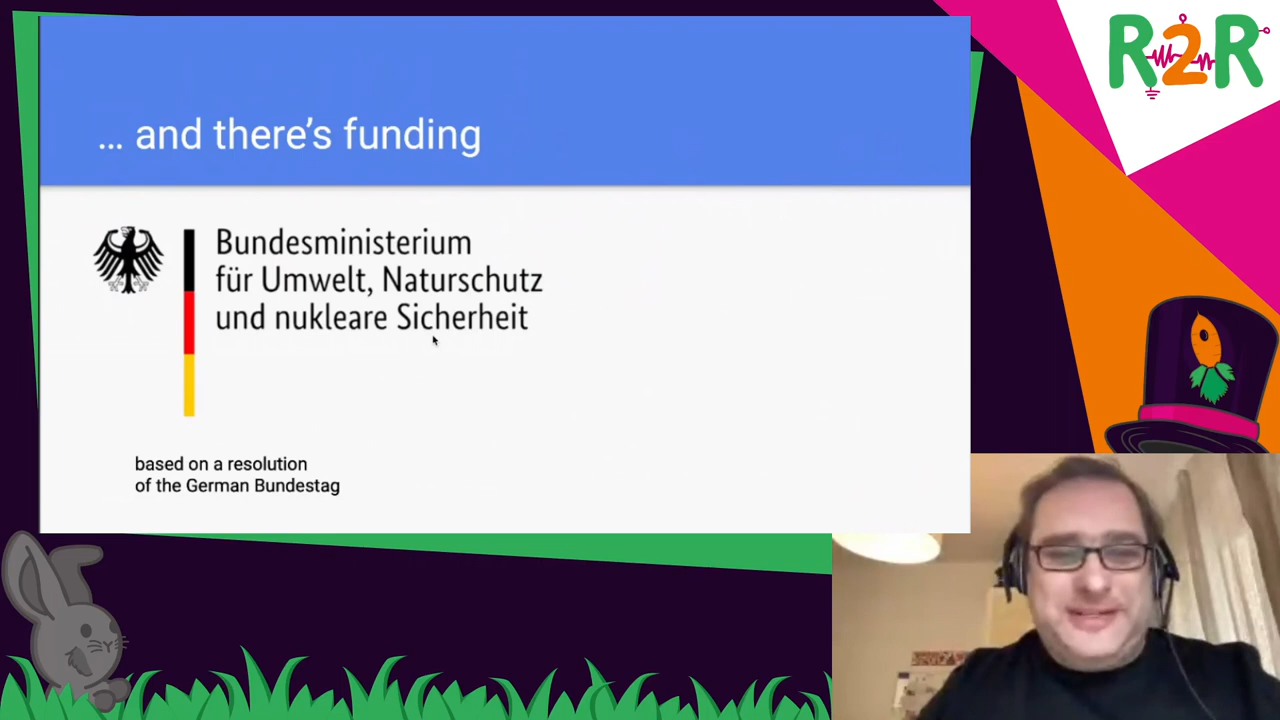 R2R
... and there's funding
Bundesministerium
für Umwelt, Naturschutz
und nukleare Sicherheit
based on a resolution
of the German Bundestag